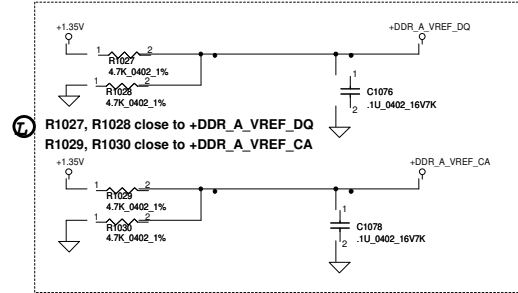 +1.35V
+DDR_A_VREF_DQ
1 2
R1027
4.7K_0402_1%
1 2
R1028
4.7K_0402_1%
1
C1076
2
.1U_0402_16V7K
L R1027, R1028 close to +DDR_A_VREF_DQ
R1029, R1030 close to +DDR_A_VREF_CA
+1.35V
+DDR_A_VREF_CA
1 2
R1029
4.7K_0402_1%
1 2
R1030
4.7K_0402_1%
1
C1078
2
.1U_0402_16V7K